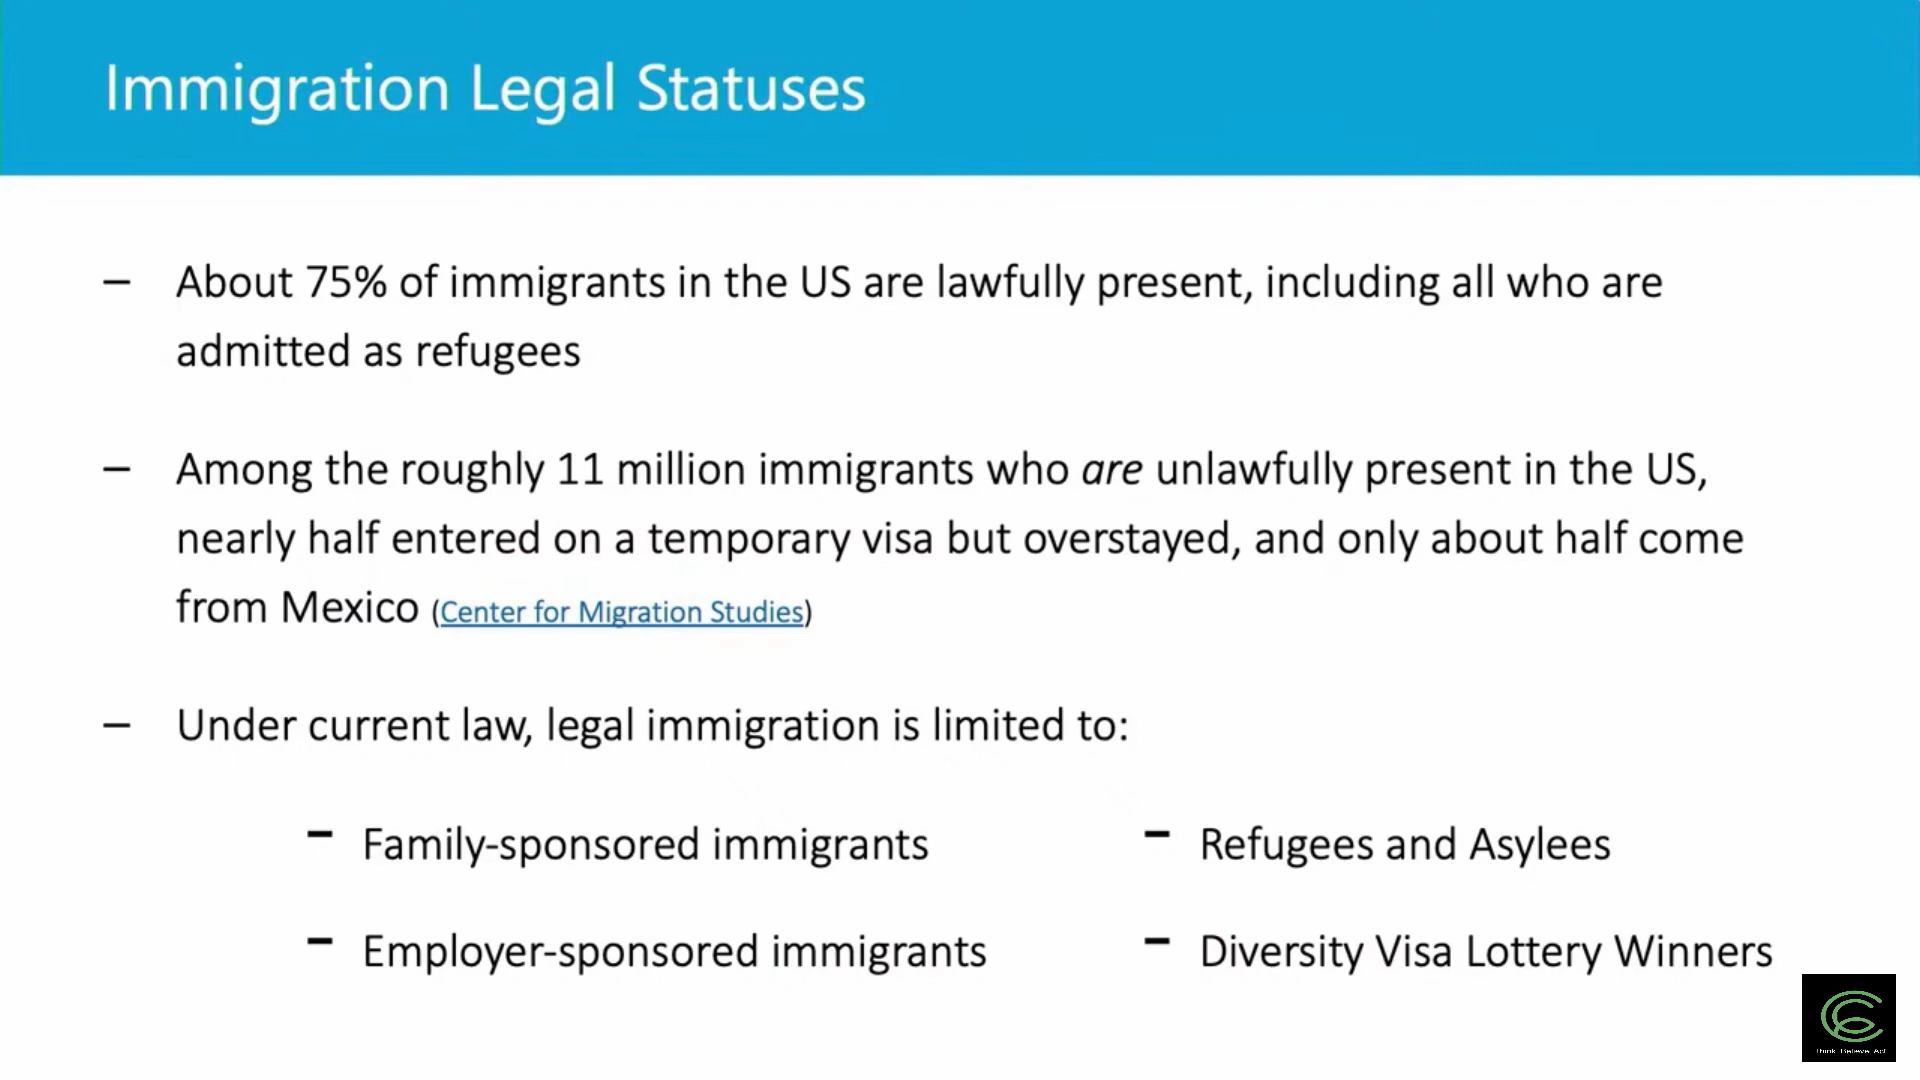 Immigration Legal Statuses
– About 75% of immigrants in the US are lawfully present, including all who are
admitted as refugees
– Among the roughly 11 million immigrants who are unlawfully present in the US,
nearly half entered on a temporary visa but overstayed, and only about half come
from Mexico (Center for Migration Studies)
– Under current law, legal immigration is limited to:
– Family-sponsored immigrants
– Employer-sponsored immigrants
– Refugees and Asylees
– Diversity Visa Lottery Winners
Think Believe Act